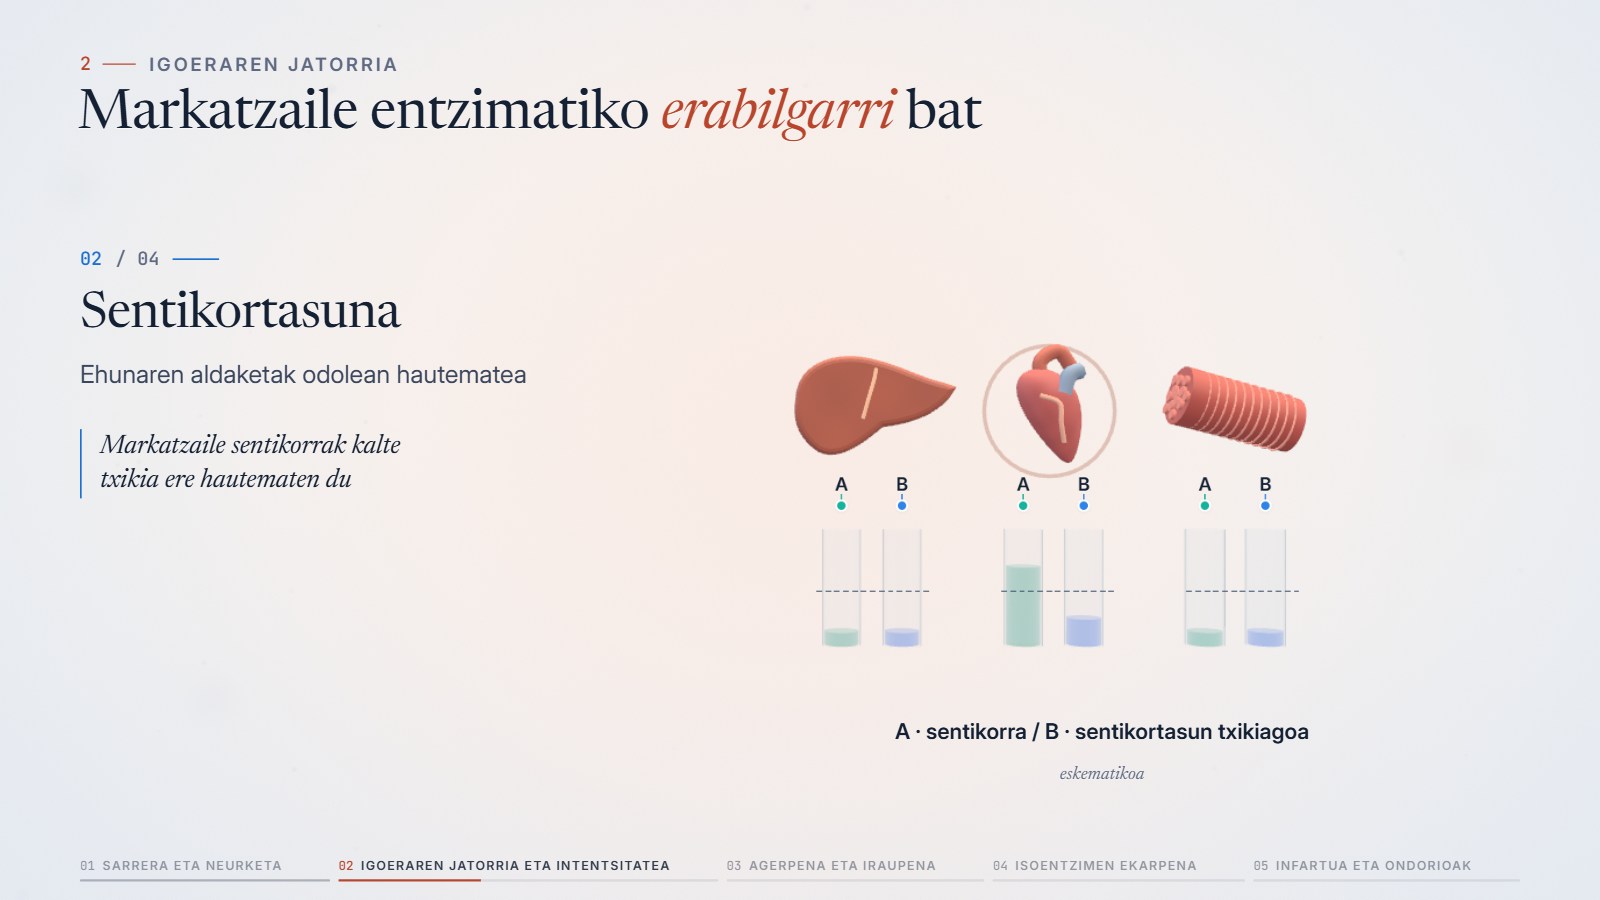 2 — IGOERAREN JATORRIA
Markatzaile entzimatiko erabilgarri bat
02 / 04
Sentikortasuna
Ehunaren aldaketak odolean hautematea
Markatzaile sentikorrak kalte
txikia ere hautematen du
A B A B A B
A · sentikorra / B · sentikortasun txikiagoa
eskematikoa
01 SARRERA ETA NEURKETA 02 IGOERAREN JATORRIA ETA INTENTSITATEA 03 AGERPENA ETA IRAUPENA 04 ISOENTZIMEN EKARPENA 05 INFARTUA ETA ONDORIOAK